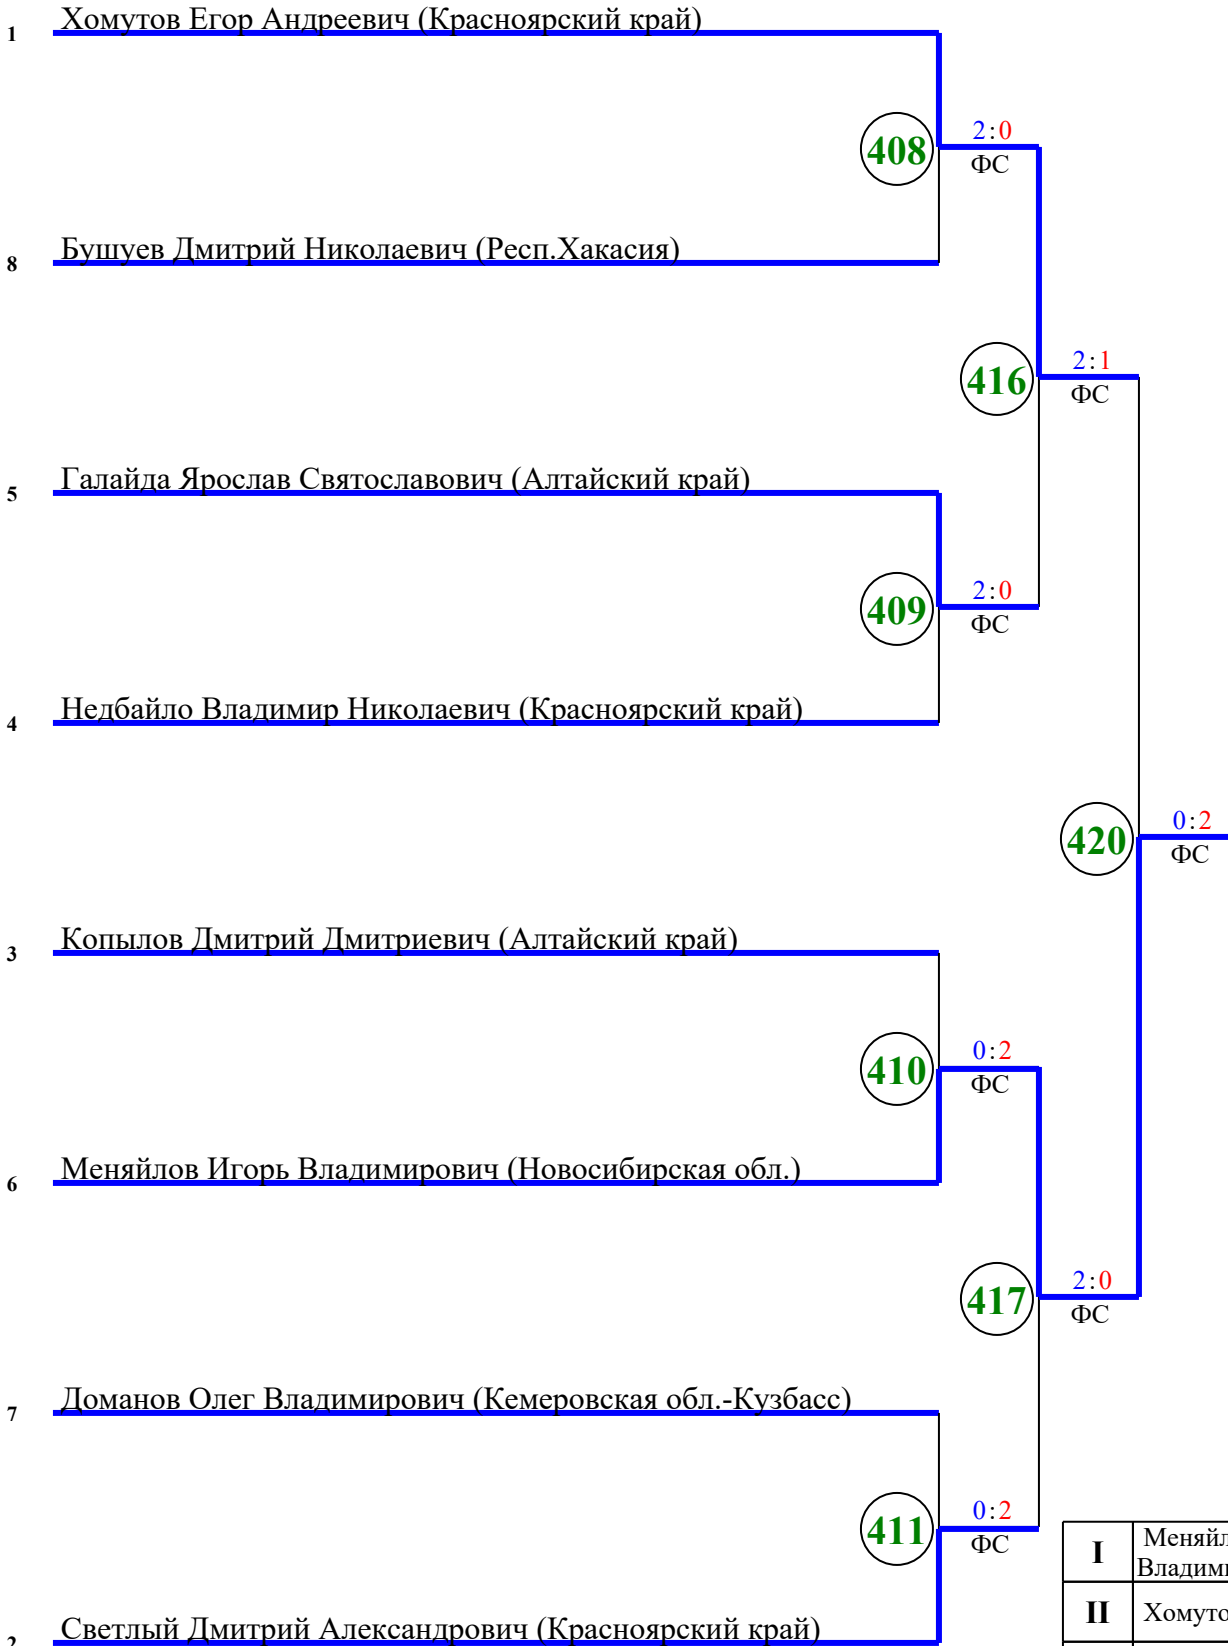 1 Хомутов Егор Андреевич (Красноярский край)
408 2:0
ФС
8 Бушуев Дмитрий Николаевич (Респ.Хакасия)
416 2:1
ФС
5 Галайда Ярослав Святославович (Алтайский край)
409 2:0
ФС
4 Недбайло Владимир Николаевич (Красноярский край)
420 0:2
ФС
3 Копылов Дмитрий Дмитриевич (Алтайский край)
410 0:2
ФС
6 Меняйлов Игорь Владимирович (Новосибирская обл.)
417 2:0
ФС
7 Доманов Олег Владимирович (Кемеровская обл.-Кузбасс)
411 0:2
ФС
I Меняйл
Владими
II Хомуто
2 Светлый Дмитрий Александрович (Красноярский край)